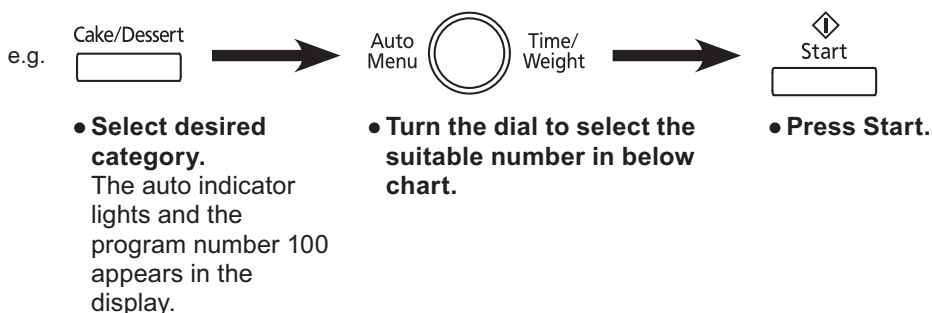 e.g.
Cake/Dessert
Auto
Menu
Time/
Weight
Start
● Select desired
category.
The auto indicator
lights and the
program number 100
appears in the
display.
● Turn the dial to select the
suitable number in below
chart.
● Press Start.